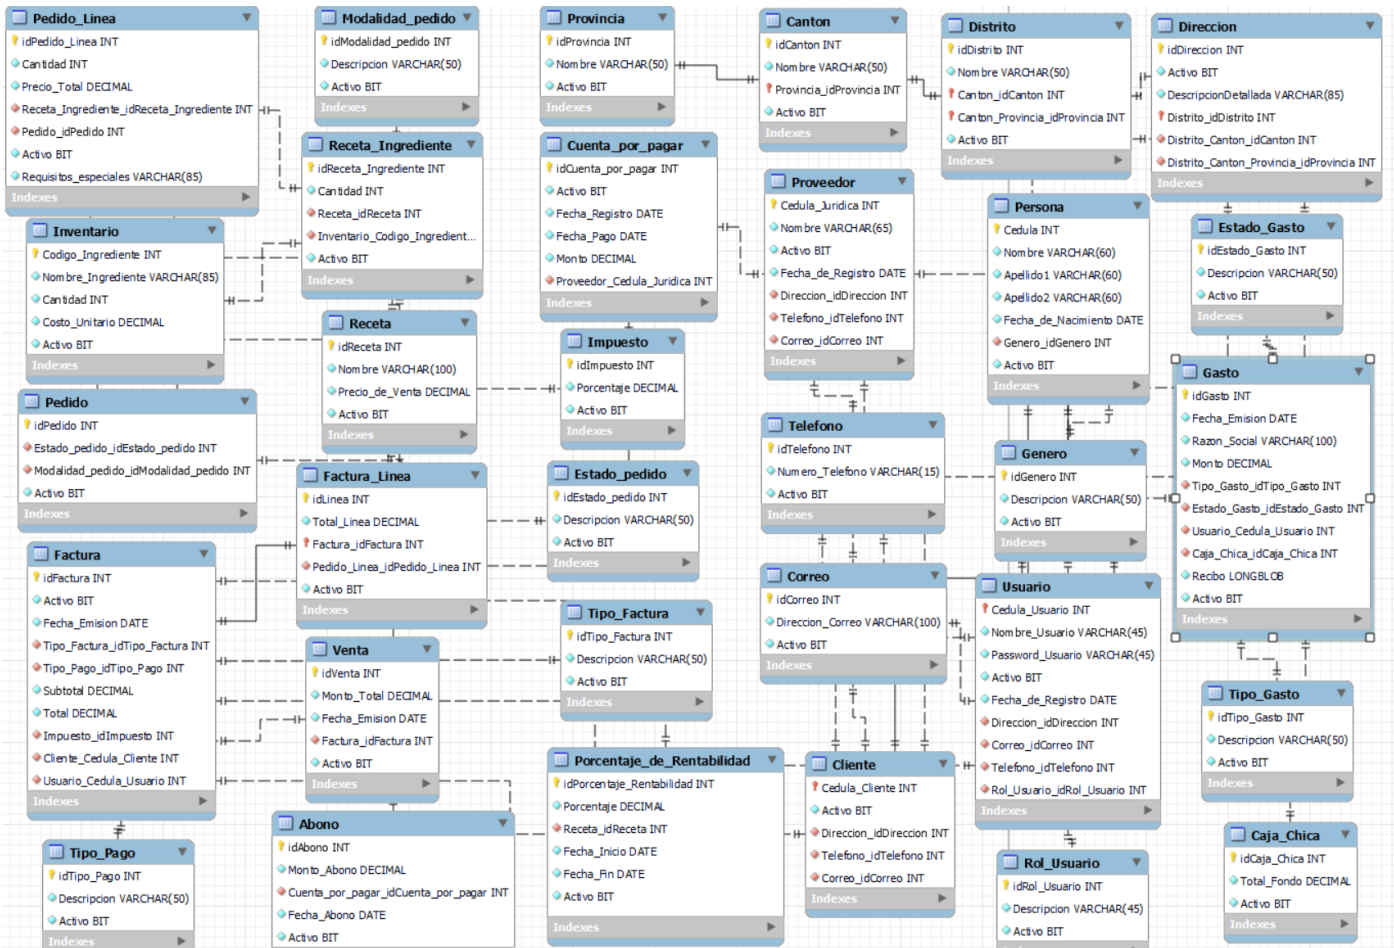 Pedido_Linea
idPedido_Linea INT
Cantidad INT
Precio_Total DECIMAL
Receta_Ingrediente_idReceta_Ingrediente INT
Pedido_idPedido INT
Activo BIT
Requisitos_especiales VARCHAR(85)
Indexes
Modalidad_pedido
idModalidad_pedido INT
Descripcion VARCHAR(50)
Activo BIT
Indexes
Provincia
idProvincia INT
Nombre VARCHAR(50)
Activo BIT
Indexes
Canton
idCanton INT
Nombre VARCHAR(50)
Provincia_idProvincia INT
Activo BIT
Indexes
Distrito
idDistrito INT
Nombre VARCHAR(50)
Canton_idCanton INT
Canton_Provincia_idProvincia INT
Activo BIT
Indexes
Direccion
idDireccion INT
Activo BIT
DescripcionDetallada VARCHAR(85)
Distrito_idDistrito INT
Distrito_Canton_idCanton INT
Distrito_Canton_Provincia_idProvincia INT
Indexes
Receta_Ingrediente
idReceta_Ingrediente INT
Cantidad INT
Receta_idReceta INT
Inventario_Codigo_Ingredient...
Activo BIT
Indexes
Cuenta_por_pagar
idCuenta_por_pagar INT
Activo BIT
Fecha_Registro DATE
Fecha_Pago DATE
Monto DECIMAL
Proveedor_Cedula_Juridica INT
Indexes
Proveedor
Cedula_Juridica INT
Nombre VARCHAR(65)
Activo BIT
Fecha_de_Registro DATE
Direccion_idDireccion INT
Telefono_idTelefono INT
Correo_idCorreo INT
Indexes
Persona
Cedula INT
Nombre VARCHAR(60)
Apellido1 VARCHAR(60)
Apellido2 VARCHAR(60)
Fecha_de_Nacimiento DATE
Genero_idGenero INT
Activo BIT
Indexes
Estado_Gasto
idEstado_Gasto INT
Descripcion VARCHAR(50)
Activo BIT
Indexes
Inventario
Codigo_Ingrediente INT
Nombre_Ingrediente VARCHAR(85)
Cantidad INT
Costo_Unitario DECIMAL
Activo BIT
Indexes
Receta
idReceta INT
Nombre VARCHAR(100)
Precio_de_Venta DECIMAL
Activo BIT
Indexes
Impuesto
idImpuesto INT
Porcentaje DECIMAL
Activo BIT
Indexes
Gasto
idGasto INT
Fecha_Emision DATE
Razon_Social VARCHAR(100)
Monto DECIMAL
Tipo_Gasto_idTipo_Gasto INT
Estado_Gasto_idEstado_Gasto INT
Usuario_Cedula_Usuario INT
Caja_Chica_idCaja_Chica INT
Recibo LONGBLOB
Activo BIT
Indexes
Pedido
idPedido INT
Estado_pedido_idEstado_pedido INT
Modalidad_pedido_idModalidad_pedido INT
Activo BIT
Indexes
Factura_Linea
idLinea INT
Total_Linea DECIMAL
Factura_idFactura INT
Pedido_Linea_idPedido_Linea INT
Activo BIT
Indexes
Estado_pedido
idEstado_pedido INT
Descripcion VARCHAR(50)
Activo BIT
Indexes
Telefono
idTelefono INT
Numero_Telefono VARCHAR(15)
Activo BIT
Indexes
Genero
idGenero INT
Descripcion VARCHAR(50)
Activo BIT
Indexes
Factura
idFactura INT
Activo BIT
Fecha_Emision DATE
Tipo_Factura_idTipo_Factura INT
Tipo_Pago_idTipo_Pago INT
Subtotal DECIMAL
Total DECIMAL
Impuesto_idImpuesto INT
Cliente_Cedula_Cliente INT
Usuario_Cedula_Usuario INT
Indexes
Venta
idVenta INT
Monto_Total DECIMAL
Fecha_Emision DATE
Factura_idFactura INT
Activo BIT
Indexes
Tipo_Factura
idTipo_Factura INT
Descripcion VARCHAR(50)
Activo BIT
Indexes
Correo
idCorreo INT
Direccion_Correo VARCHAR(100)
Activo BIT
Indexes
Usuario
Cedula_Usuario INT
Nombre_Usuario VARCHAR(45)
Password_Usuario VARCHAR(45)
Activo BIT
Fecha_de_Registro DATE
Direccion_idDireccion INT
Correo_idCorreo INT
Telefono_idTelefono INT
Rol_Usuario_idRol_Usuario INT
Indexes
Tipo_Gasto
idTipo_Gasto INT
Descripcion VARCHAR(50)
Activo BIT
Indexes
Tipo_Pago
idTipo_Pago INT
Descripcion VARCHAR(50)
Activo BIT
Indexes
Abono
idAbono INT
Monto_Abono DECIMAL
Cuenta_por_pagar_idCuenta_por_pagar INT
Fecha_Abono DATE
Activo BIT
Porcentaje_de_Rentabilidad
idPorcentaje_Rentabilidad INT
Porcentaje DECIMAL
Receta_idReceta INT
Fecha_Inicio DATE
Fecha_Fin DATE
Activo BIT
Indexes
Cliente
Cedula_Cliente INT
Activo BIT
Direccion_idDireccion INT
Telefono_idTelefono INT
Correo_idCorreo INT
Indexes
Rol_Usuario
idRol_Usuario INT
Descripcion VARCHAR(45)
Activo BIT
Indexes
Caja_Chica
idCaja_Chica INT
Total_Fondo DECIMAL
Activo BIT
Indexes